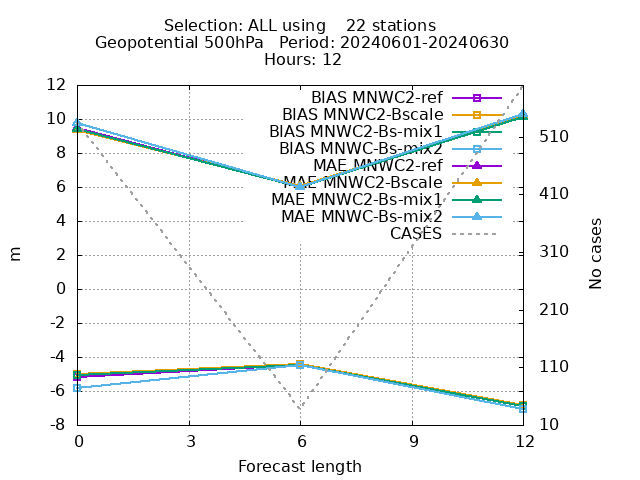 Selection: ALL using    22 stations
Geopotential 500hPa   Period: 20240601-20240630
Hours: 12
BIAS MNWC2-ref
BIAS MNWC2-Bscale
BIAS MNWC2-Bs-mix1
BIAS MNWC-Bs-mix2
MAE MNWC2-ref
MAE MNWC2-Bscale
MAE MNWC2-Bs-mix1
MAE MNWC-Bs-mix2
CASES
12
10
8
6
4
2
0
-2
-4
-6
-8
m
510
410
310
210
110
10
No cases
0 3 6 9 12
Forecast length